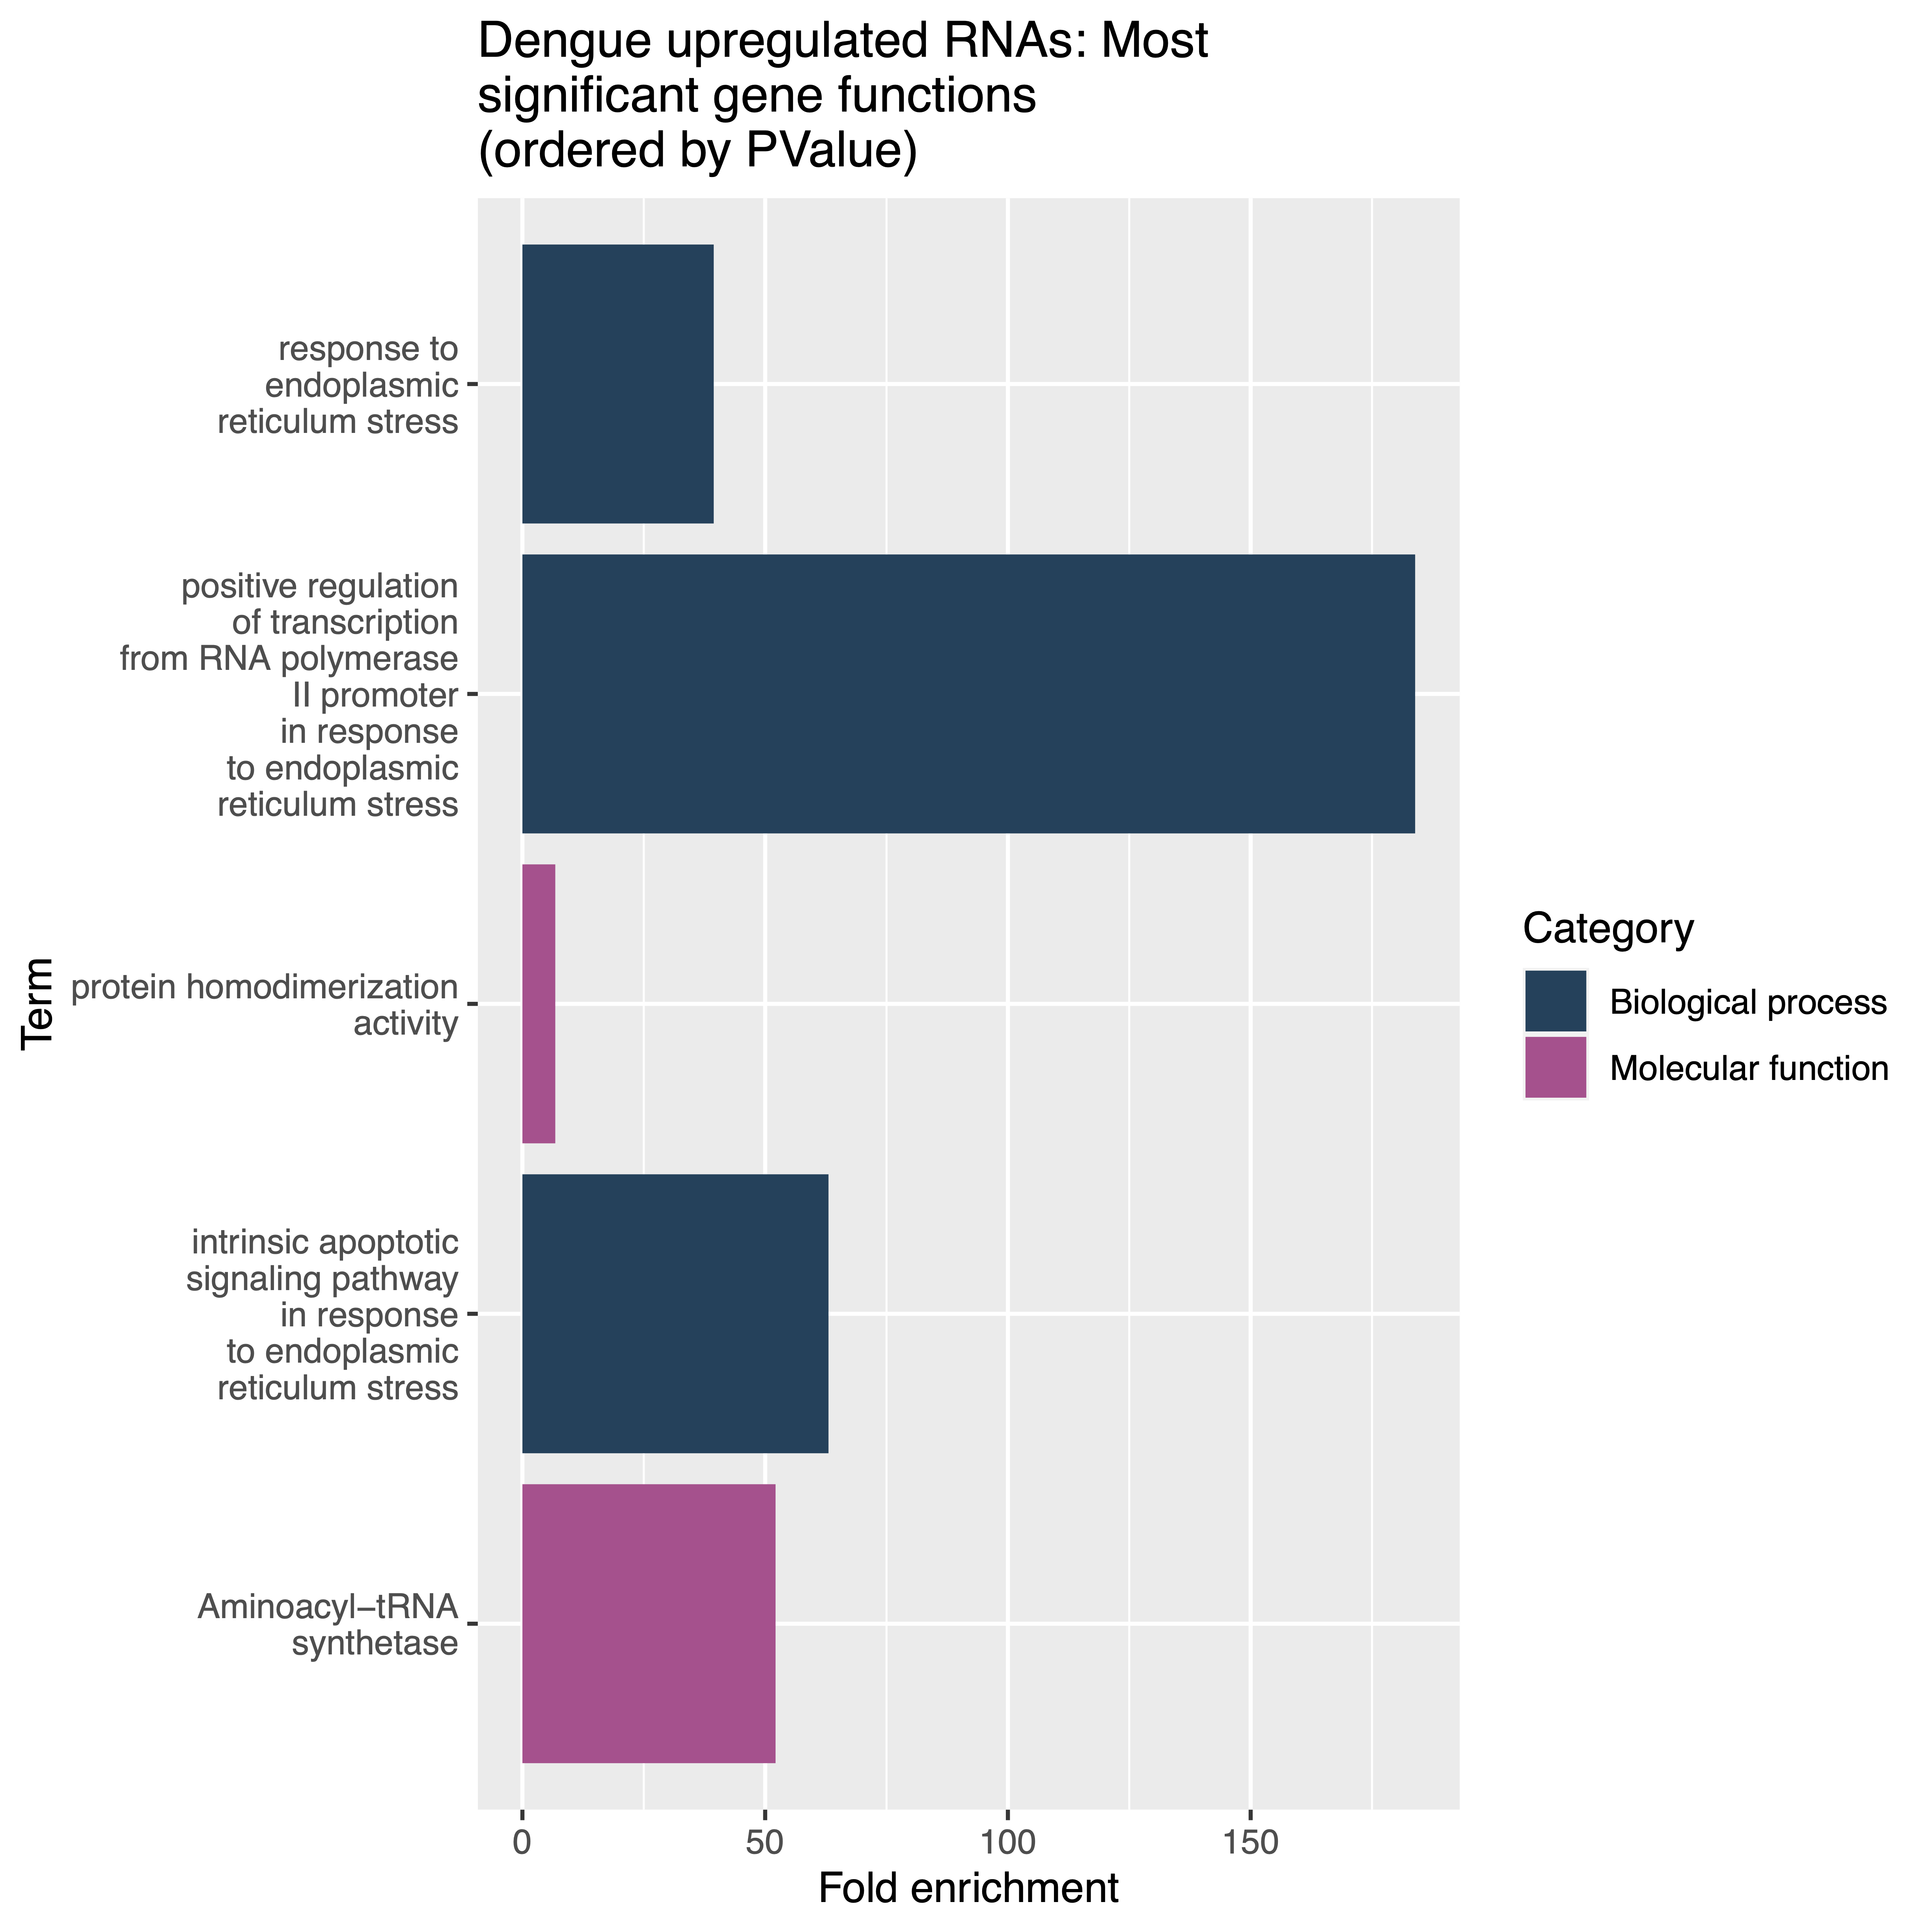 Dengue upregulated RNAs: Most
significant gene functions
(ordered by PValue)
response to
endoplasmic
reticulum stress
positive regulation
of transcription
from RNA polymerase
II promoter
in response
to endoplasmic
reticulum stress
protein homodimerization
activity
intrinsic apoptotic
signaling pathway
in response
to endoplasmic
reticulum stress
Aminoacyl−tRNA
synthetase
Term
0
50
100
150
Fold enrichment
Category
Biological process
Molecular function